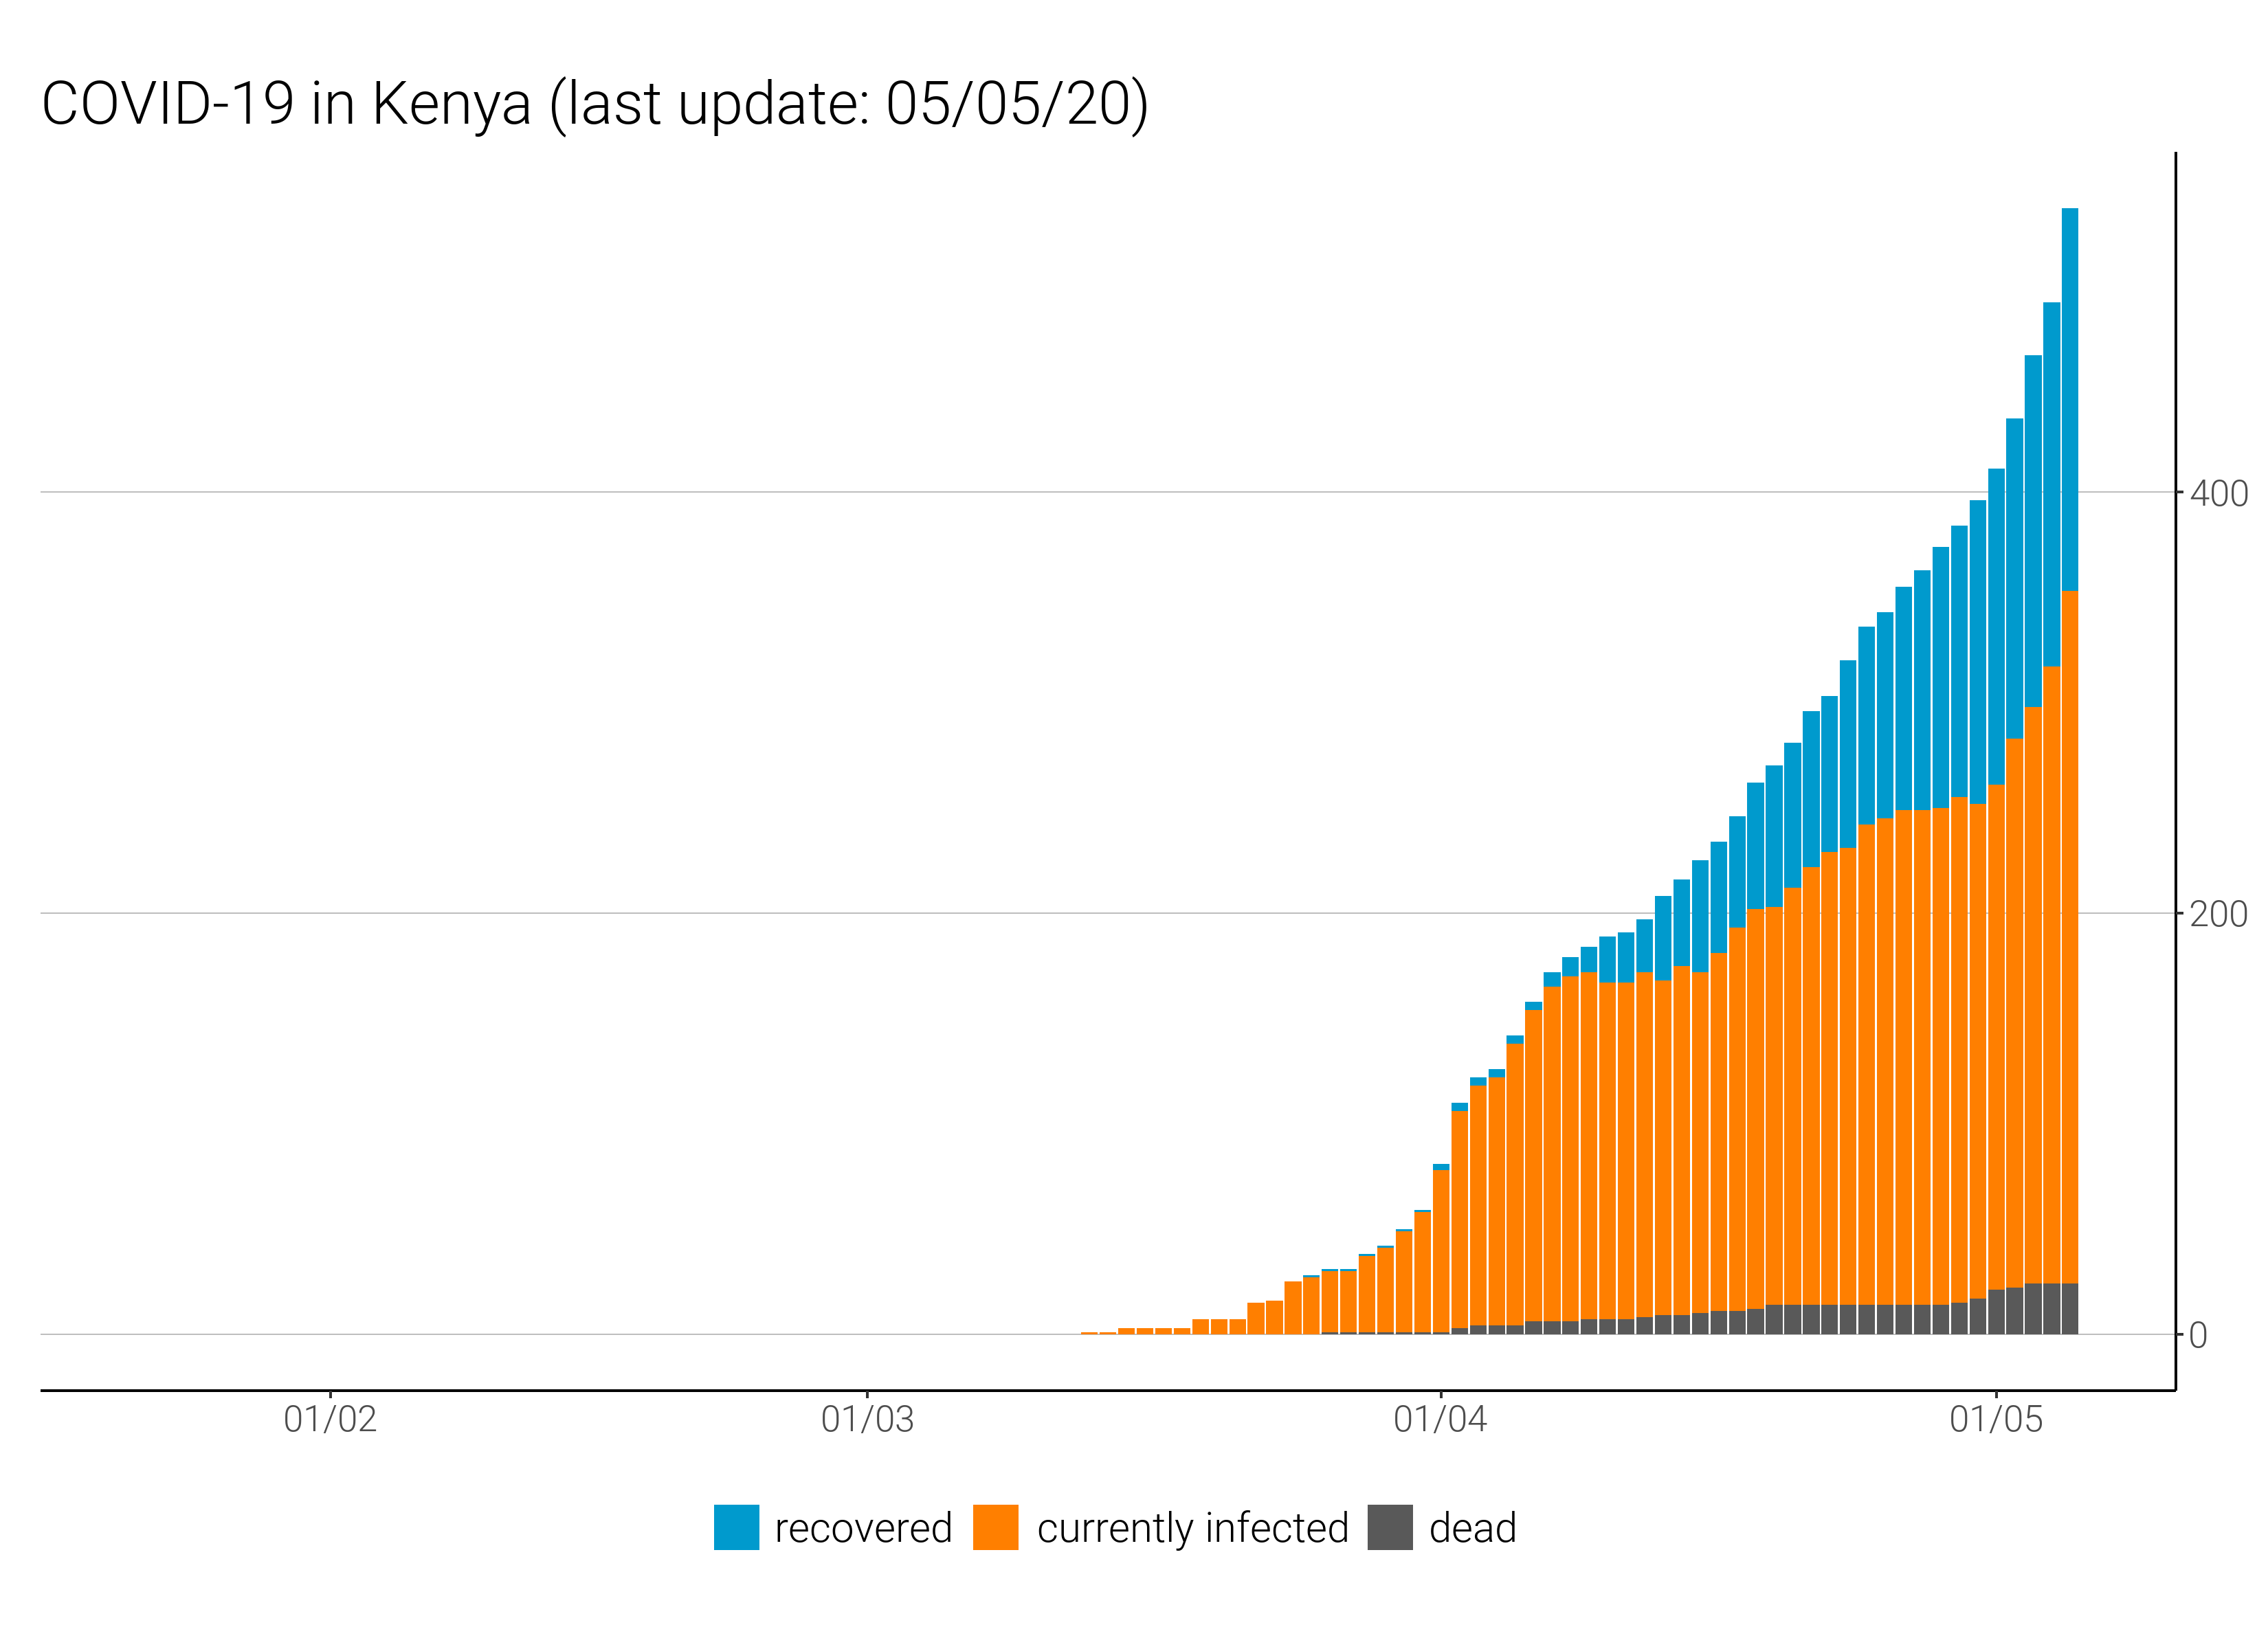 COVID-19 in Kenya (last update: 05/05/20)
400
200
0
01/02 01/03 01/04 01/05
recovered currently infected dead